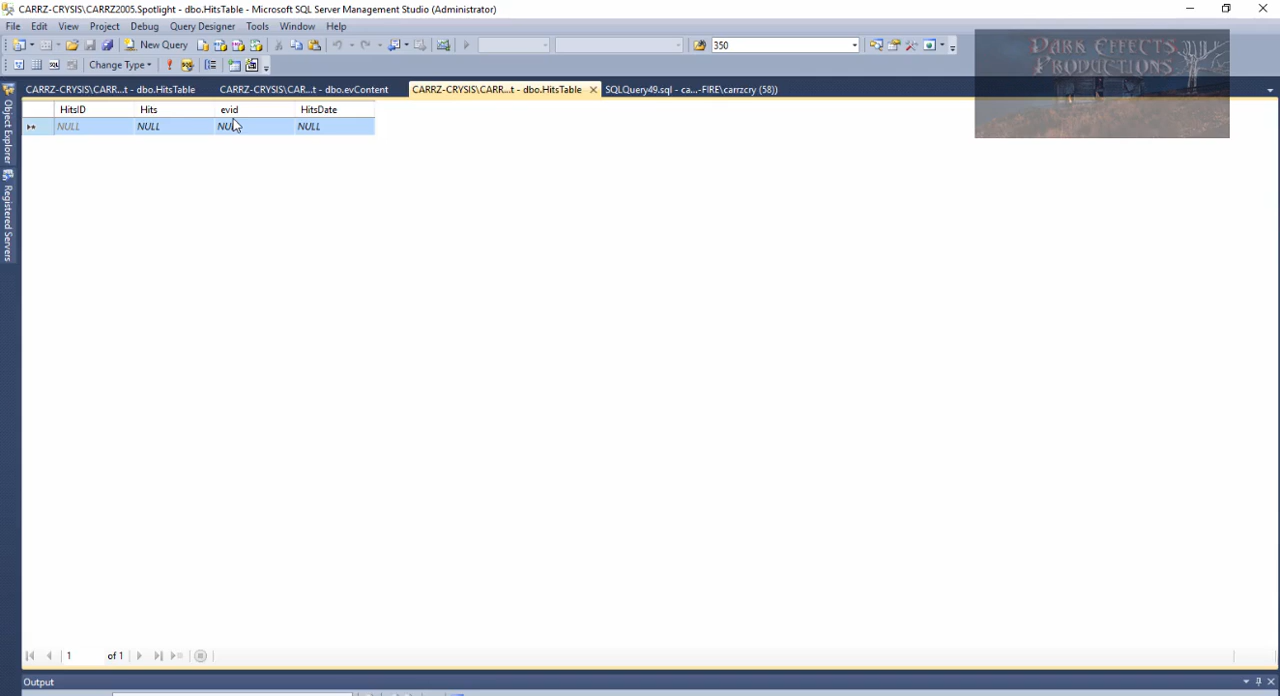 CARRZ-CRYSIS\CARRZ2005.Spotlight - dbo.HitsTable - Microsoft SQL Server Management Studio (Administrator)
File Edit View Project Debug Query Designer Tools Window Help
New Query 350
Change Type
DARK EFFECTS
PRODUCTIONS
CARRZ-CRYSIS\CARR...t - dbo.HitsTable CARRZ-CRYSIS\CAR...t - dbo.evContent CARRZ-CRYSIS\CARR...t - dbo.HitsTable SQLQuery49.sql - ca...-FIRE\carrzcry (58))
Object Explorer
Registered Servers
HitsID Hits evid HitsDate
NULL NULL NULL NULL
1 of 1
Output